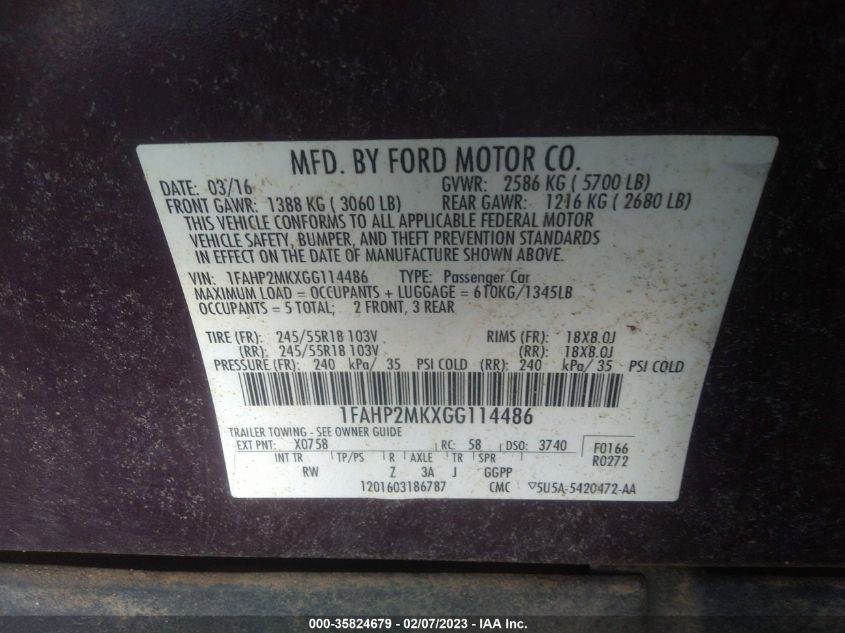 MFD. BY FORD MOTOR CO.
DATE: 03/16 GVWR: 2586 KG ( 5700 LB)
FRONT GAWR: 1388 KG ( 3060 LB) REAR GAWR: 1216 KG ( 2680 LB)
THIS VEHICLE CONFORMS TO ALL APPLICABLE FEDERAL MOTOR
VEHICLE SAFETY, BUMPER, AND THEFT PREVENTION STANDARDS
IN EFFECT ON THE DATE OF MANUFACTURE SHOWN ABOVE.
VIN: 1FAHP2MKXGG114486 TYPE: Passenger Car
MAXIMUM LOAD = OCCUPANTS + LUGGAGE = 610KG/1345LB
OCCUPANTS = 5 TOTAL; 2 FRONT, 3 REAR
TIRE (FR): 245/55R18 103V RIMS (FR): 18X8.0J
(RR): 245/55R18 103V (RR): 18X8.0J
PRESSURE (FR): 240 kPa/ 35 PSI COLD (RR): 240 kPa/ 35 PSI COLD
1FAHP2MKXGG114486
TRAILER TOWING - SEE OWNER GUIDE
EXT PNT: X0758 RC: 58 DSO: 3740 F0166
INT TR TP/PS R AXLE TR SPR R0272
RW Z 3A J GGPP
1201603186787 CMC ▽5U5A-5420472-AA
000-35824679 - 02/07/2023 - IAA Inc.